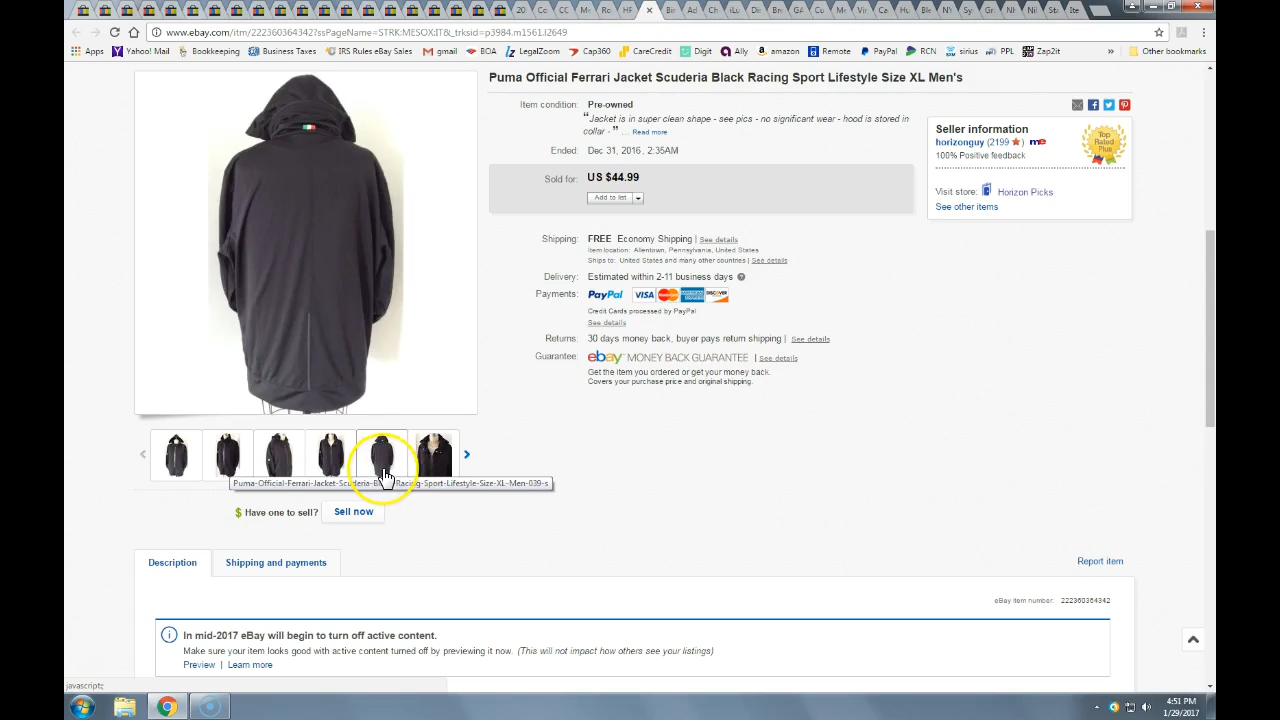 20
www.ebay.com/itm/222360364342?ssPageName=STRK:MESOX:IT&_trksid=p3984.m1561.l2649
Apps Yahoo! Mail Bookkeeping Business Taxes IRS Rules eBay Sales gmail BOA LegalZoom Cap360 CareCredit Digit Ally amazon Remote PayPal RCN sirius PPL Zap2it » Other bookmarks
Puma Official Ferrari Jacket Scuderia Black Racing Sport Lifestyle Size XL Men's
Item condition: Pre-owned
"Jacket is in super clean shape - see pics - no significant wear - hood is stored in
collar - " ... Read more
Ended: Dec 31, 2016 , 2:35AM
Sold for: US $44.99
Add to list
Shipping: FREE Economy Shipping | See details
Item location: Allentown, Pennsylvania, United States
Ships to: United States and many other countries | See details
Delivery: Estimated within 2-11 business days
Payments: PayPal VISA DISCOVER
Credit Cards processed by PayPal
See details
Returns: 30 days money back, buyer pays return shipping | See details
Guarantee: ebay MONEY BACK GUARANTEE | See details
Get the item you ordered or get your money back.
Covers your purchase price and original shipping.
Seller information
horizonguy (2199 ) me
100% Positive feedback
Top Rated Plus
Visit store: Horizon Picks
See other items
Puma-Official-Ferrari-Jacket-Scuderia-Black-Racing-Sport-Lifestyle-Size-XL-Men-039-s
$ Have one to sell? Sell now
Description Shipping and payments Report item
eBay item number: 222360364342
In mid-2017 eBay will begin to turn off active content.
Make sure your item looks good with active content turned off by previewing it now. (This will not impact how others see your listings)
Preview | Learn more
javascript:
4:51 PM
1/29/2017